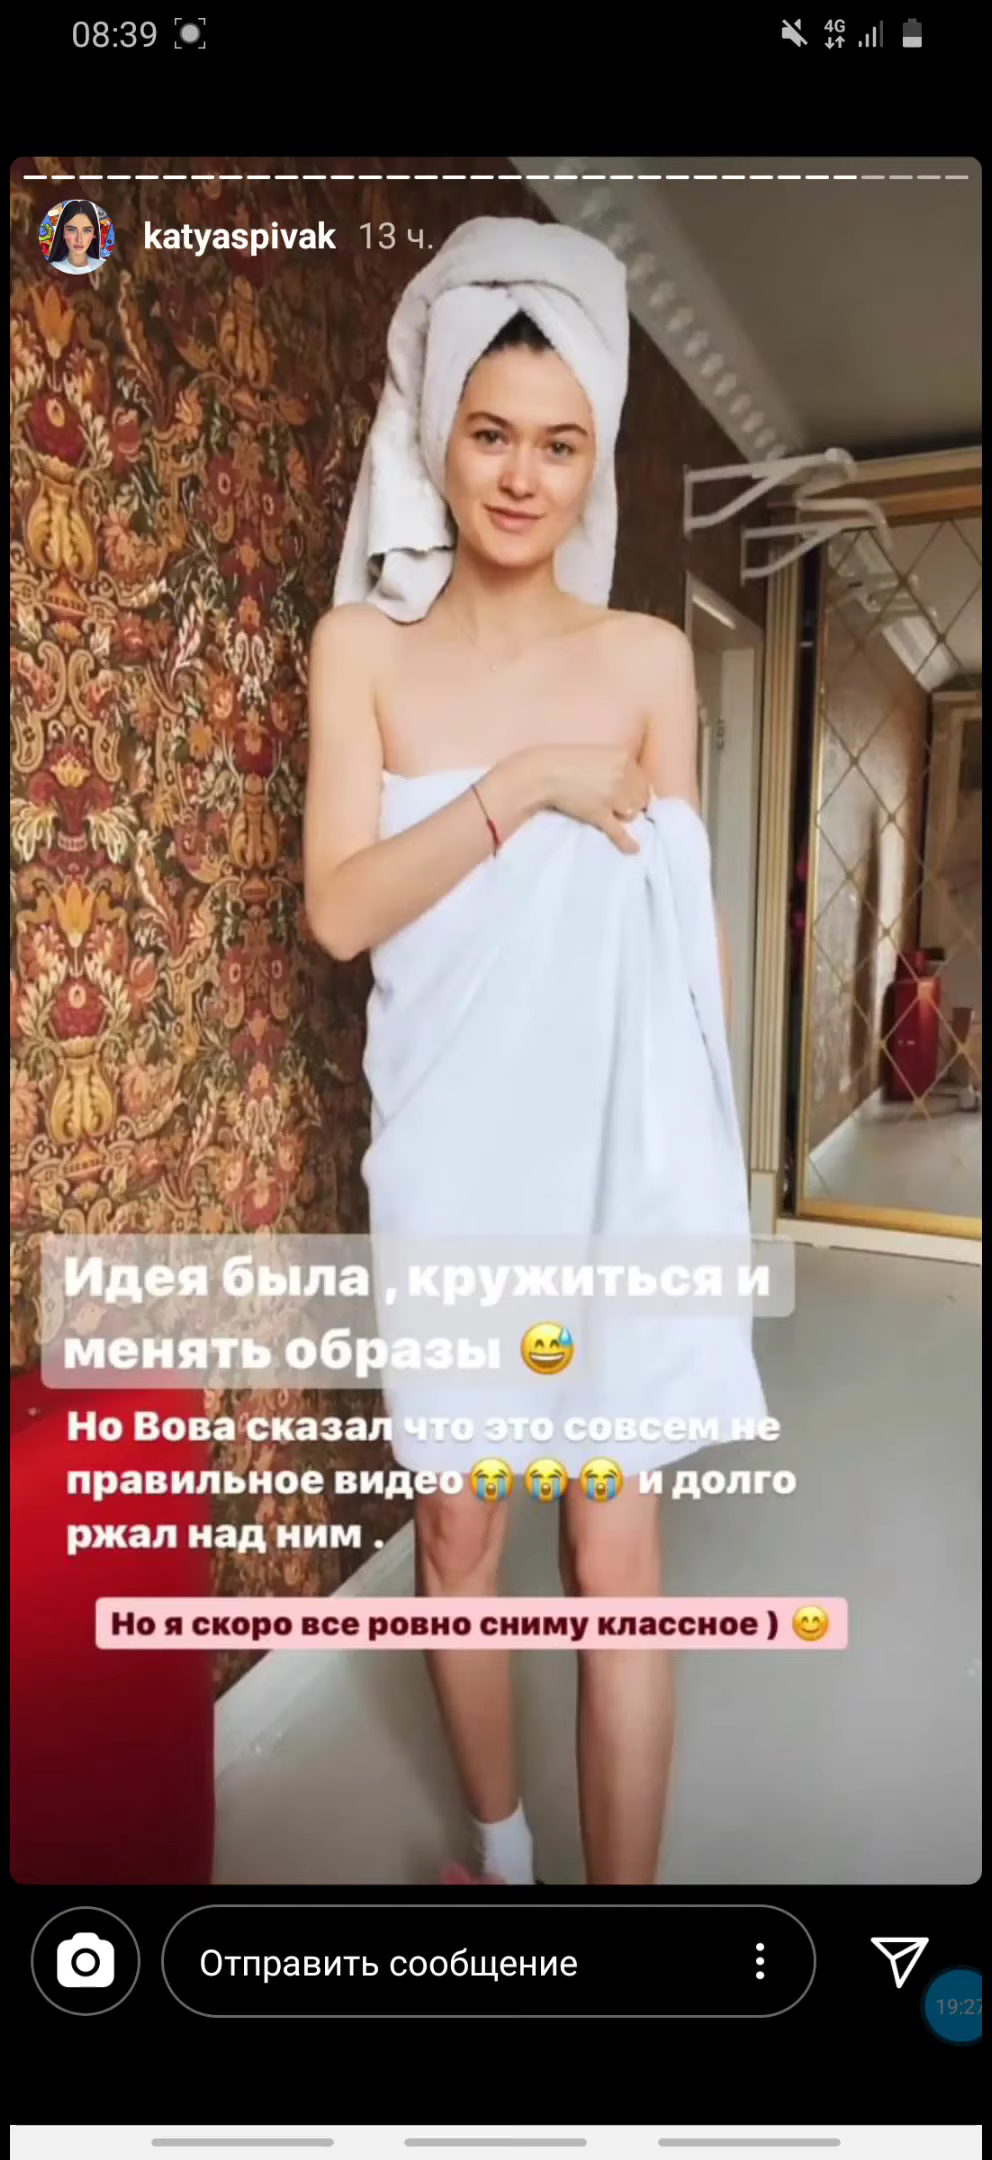 08:39
4G
katyaspivak 13 ч.
Идея была , кружиться и
менять образы 😅
Но Вова сказал что это совсем не
правильное видео😭😭😭 и долго
ржал над ним .
Но я скоро все ровно сниму классное ) 😊
Отправить сообщение
19:27